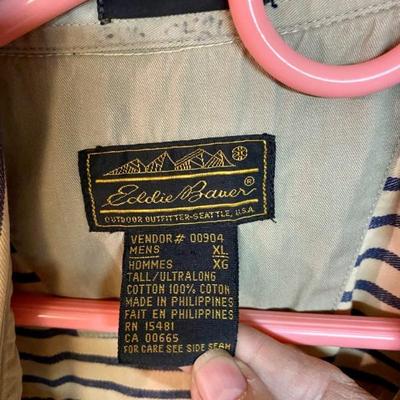 Eddie Bauer®
OUTDOOR OUTFITTER-SEATTLE, U.S.A.
VENDOR# 00904
MENS XL
HOMMES XG
TALL/ULTRALONG
COTTON 100% COTON
MADE IN PHILIPPINES
FAIT EN PHILIPPINES
RN 15481
CA 00665
FOR CARE SEE SIDE SEAM